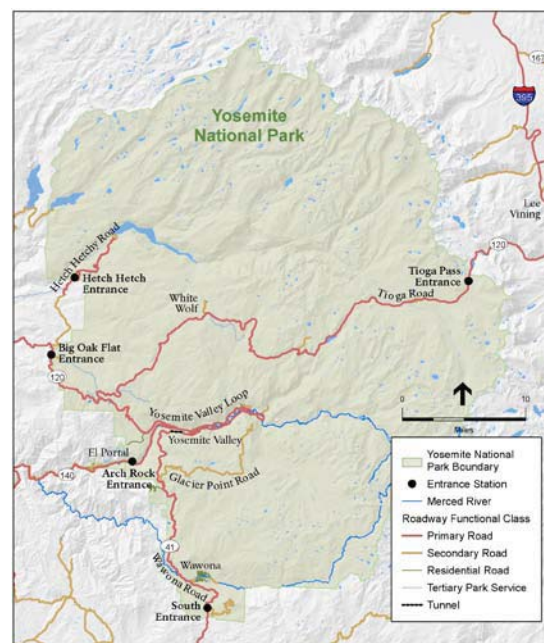 Yosemite
National Park
163
395
Lee
Vining
120
Hetch Hetchy Road
Hetch Hetch
Entrance
Tioga Pass
Entrance
White
Wolf
Tioga Road
Big Oak Flat
Entrance
120
Yosemite Valley Loop
Yosemite Valley
El Portal
140
Arch Rock
Entrance
Glacier Point Road
41
Wawona
Wawona Road
South
Entrance
0
10
Miles
Yosemite National
Park Boundary
Entrance Station
Merced River
Roadway Functional Class
Primary Road
Secondary Road
Residential Road
Tertiary Park Service
Tunnel